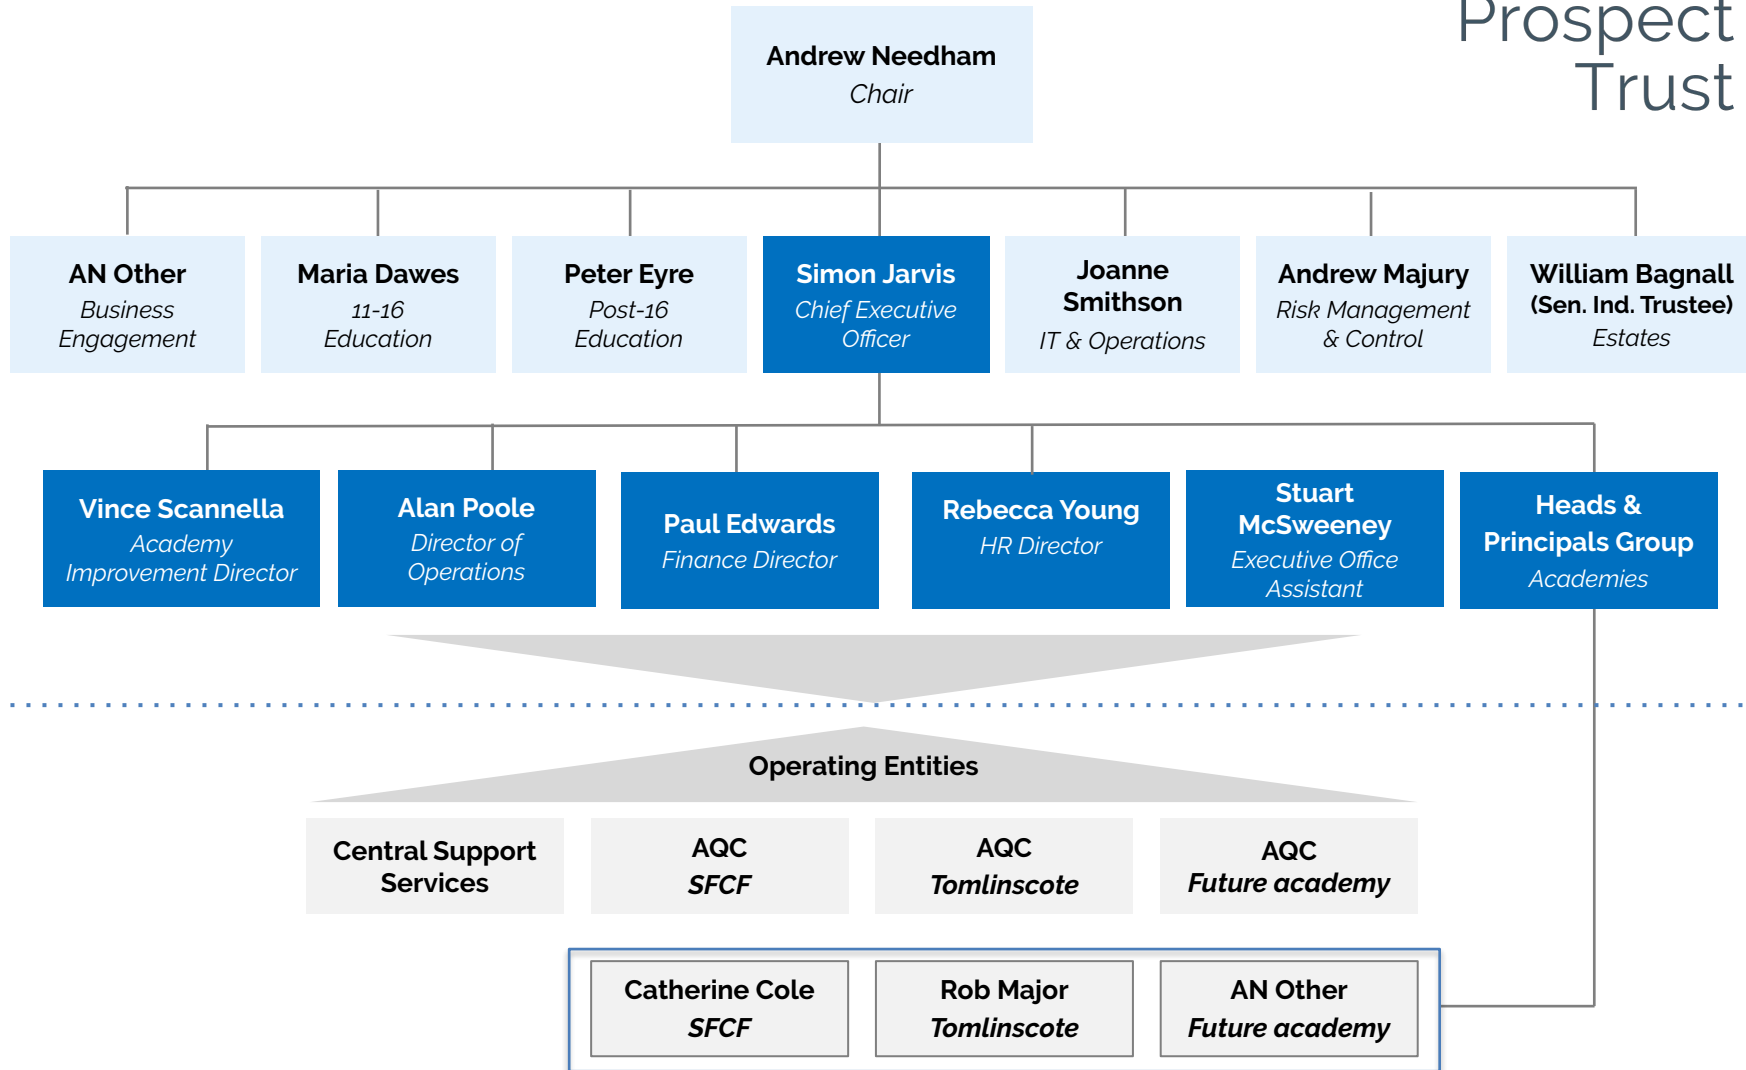 Prospect
Trust
Andrew Needham
Chair
AN Other
Business
Engagement
Maria Dawes
11-16
Education
Peter Eyre
Post-16
Education
Simon Jarvis
Chief Executive
Officer
Joanne
Smithson
IT & Operations
Andrew Majury
Risk Management
& Control
William Bagnall
(Sen. Ind. Trustee)
Estates
Vince Scannella
Academy
Improvement Director
Alan Poole
Director of
Operations
Paul Edwards
Finance Director
Rebecca Young
HR Director
Stuart
McSweeney
Executive Office
Assistant
Heads &
Principals Group
Academies
Operating Entities
Central Support
Services
AQC
SFCF
AQC
Tomlinscote
AQC
Future academy
Catherine Cole
SFCF
Rob Major
Tomlinscote
AN Other
Future academy